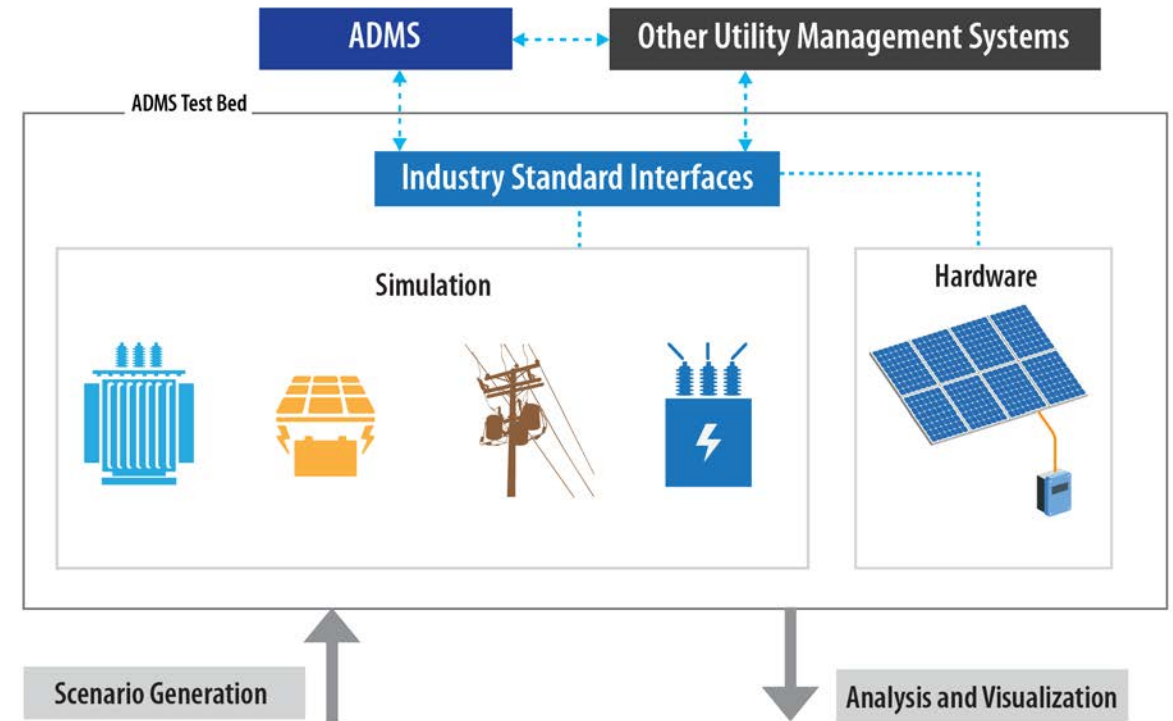 ADMS
Other Utility Management Systems
ADMS Test Bed
Industry Standard Interfaces
Simulation
Hardware
Scenario Generation
Analysis and Visualization